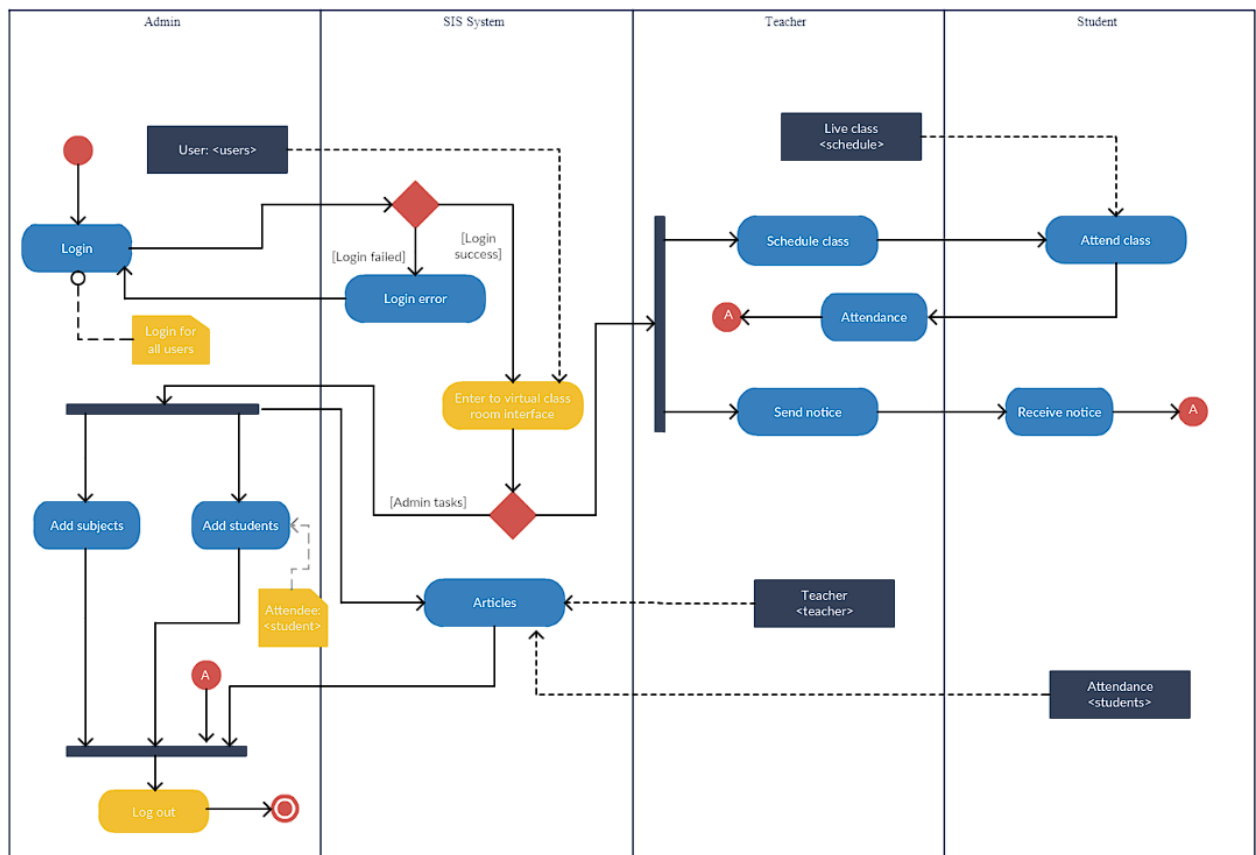 Admin
SIS System
Teacher
Student
User: <users>
Live class
<schedule>
Login
Schedule class
Attend class
[Login failed]
[Login
success]
Login error
Attendance
A
Login for
all users
Enter to virtual class
room interface
Send notice
Receive notice
A
[Admin tasks]
Add subjects
Add students
Articles
Teacher
<teacher>
Attendee:
<student>
A
Attendance
<students>
Log out